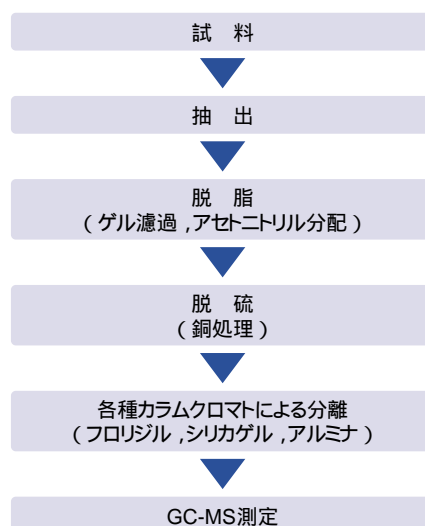 試　料
抽　出
脱　脂
（ゲル濾過，アセトニトリル分配）
脱　硫
（銅処理）
各種カラムクロマトによる分離
（フロリジル，シリカゲル，アルミナ）
GC-MS測定